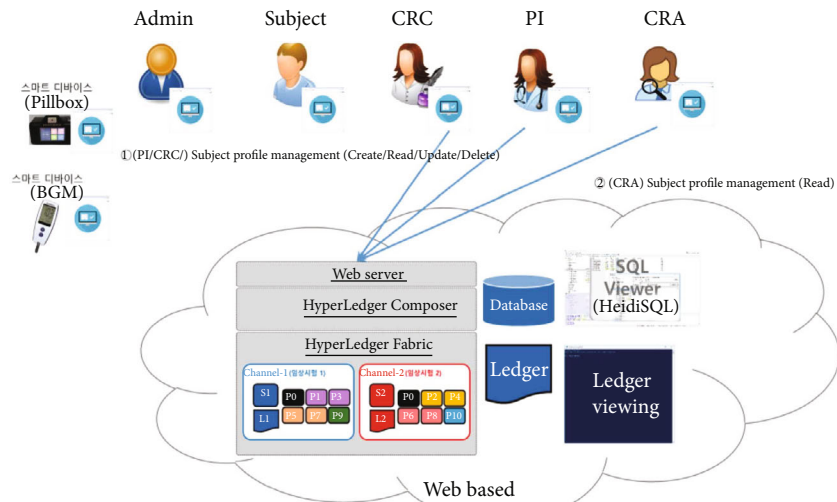 Admin
Subject
CRC
PI
CRA
스마트 디바이스
(Pillbox)
①(PI/CRC/) Subject profile management (Create/Read/Update/Delete)
스마트 디바이스
(BGM)
② (CRA) Subject profile management (Read)
Web server
HyperLedger Composer
Database
SQL
Viewer
(HeidiSQL)
HyperLedger Fabric
Channel-1 (임상시험 1)
S1
P0
P1
P3
L1
P5
P7
P9
Channel-2 (임상시험 2)
S2
P0
P2
P4
L2
P6
P8
P10
Ledger
Ledger
viewing
Web based